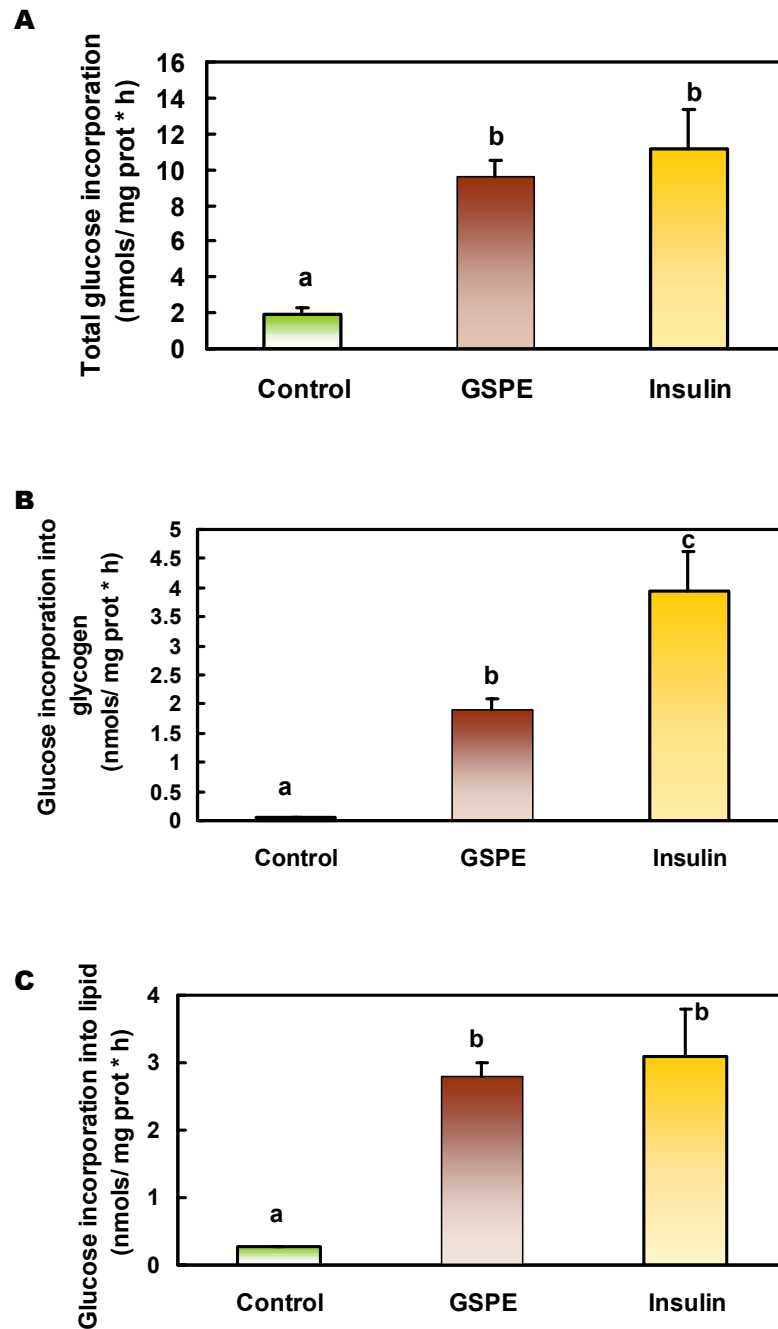 A
Total glucose incorporation
(nmols/ mg prot * h)
16
14
12
10
8
6
4
2
0
a
b
b
Control
GSPE
Insulin
B
Glucose incorporation into
glycogen
(nmols/ mg prot * h)
5
4.5
4
3.5
3
2.5
2
1.5
1
0.5
0
a
b
c
Control
GSPE
Insulin
C
Glucose incorporation into lipid
(nmols/ mg prot * h)
4
3
2
1
0
a
b
b
Control
GSPE
Insulin